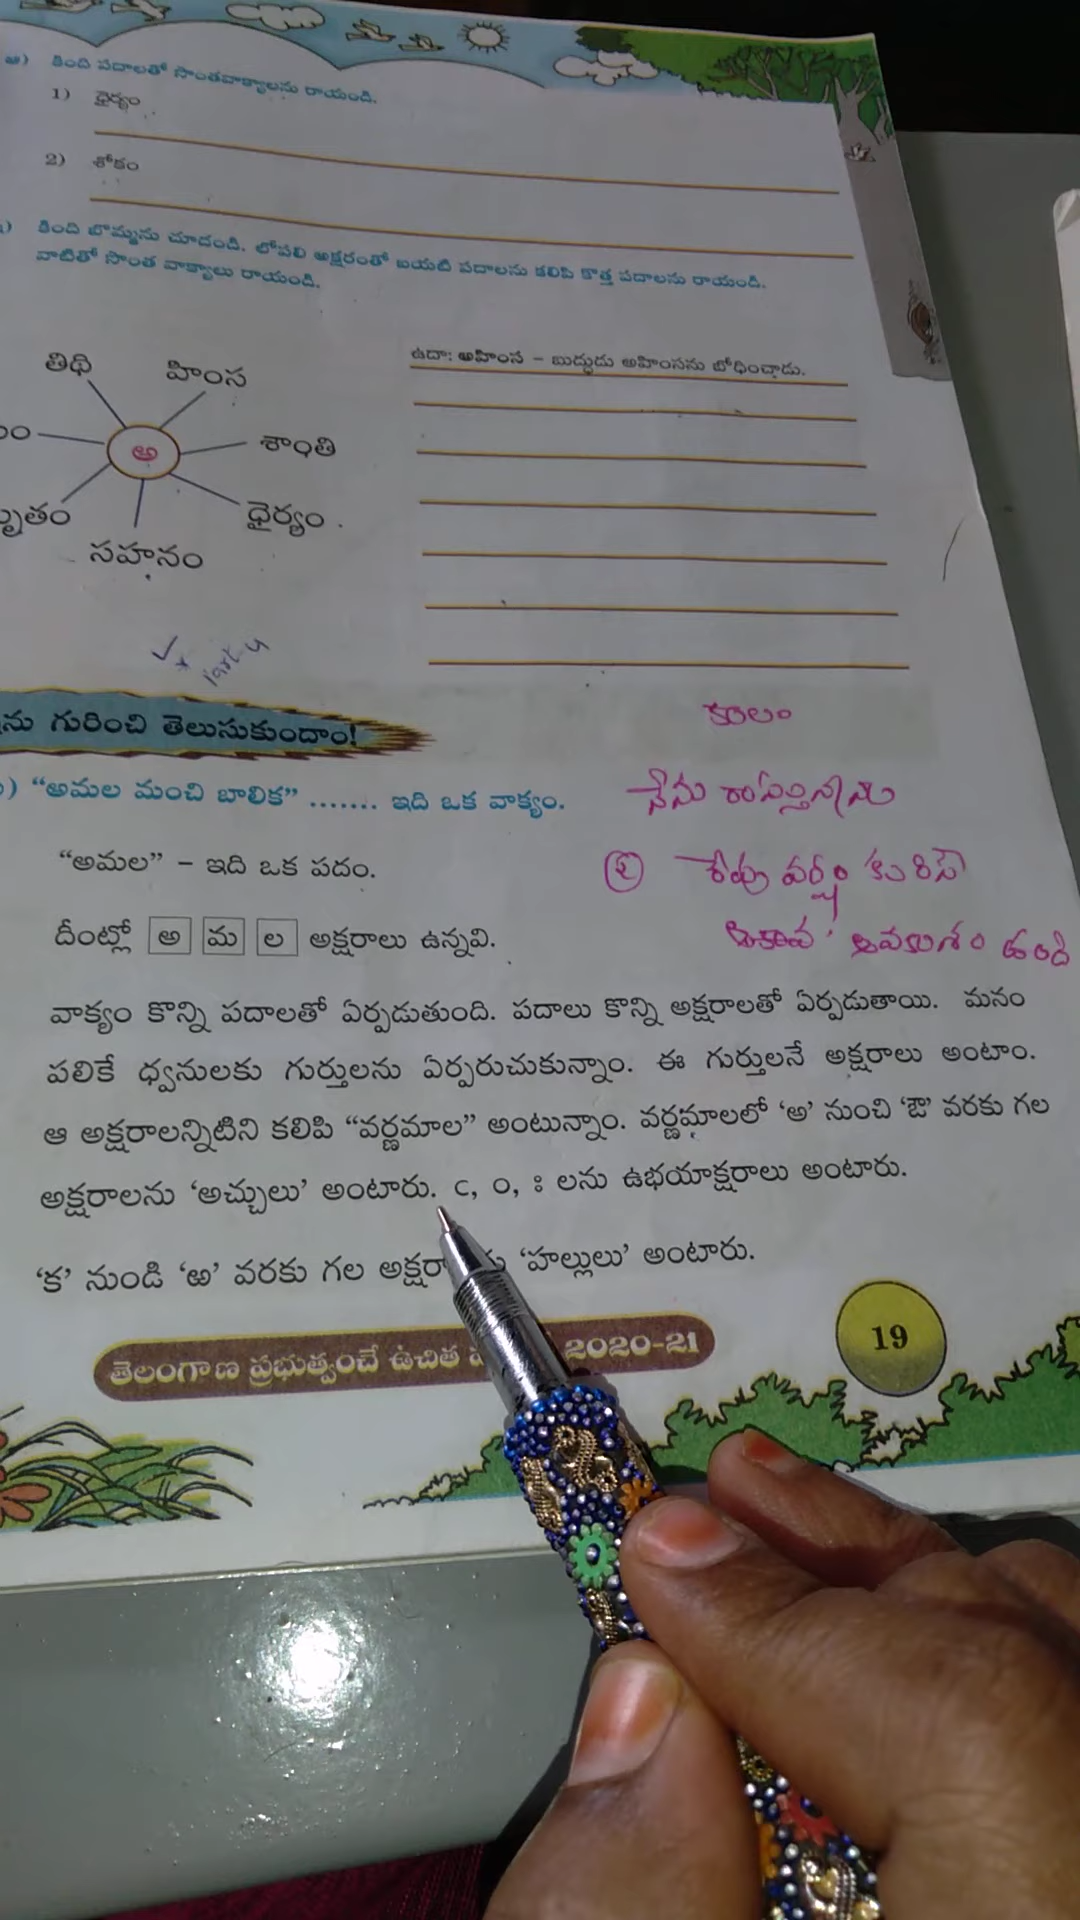 కింది పదాలతో సొంతవాక్యాలను రాయండి.
1) ధైర్యం
2) శోకం
కింది బొమ్మను చూడండి. లోపలి అక్షరంతో బయటి పదాలను కలిపి కొత్త పదాలను రాయండి.
వాటితో సొంత వాక్యాలు రాయండి.
ఉదా: అహింస - బుద్ధుడు అహింసను బోధించాడు.
తిథి హింస
అ శాంతి
ధైర్యం
సహనం
గురించి తెలుసుకుందాం!
కాలం
“అమల మంచి బాలిక” ....... ఇది ఒక వాక్యం.
నేను
“అమల” - ఇది ఒక పదం.
రేపు వర్షం కురిసే
దీంట్లో అ మ ల అక్షరాలు ఉన్నవి.
అవకాశం ఉంది
వాక్యం కొన్ని పదాలతో ఏర్పడుతుంది. పదాలు కొన్ని అక్షరాలతో ఏర్పడుతాయి. మనం
పలికే ధ్వనులకు గుర్తులను ఏర్పరుచుకున్నాం. ఈ గుర్తులనే అక్షరాలు అంటాం.
ఆ అక్షరాలన్నిటిని కలిపి “వర్ణమాల” అంటున్నాం. వర్ణమాలలో ‘అ’ నుంచి ‘ఔ’ వరకు గల
అక్షరాలను ‘అచ్చులు’ అంటారు. ఁ, ం, ః లను ఉభయాక్షరాలు అంటారు.
‘క’ నుండి ‘ఱ’ వరకు గల ‘హల్లులు’ అంటారు.
తెలంగాణ ప్రభుత్వంచే ఉచిత 2020-21
19